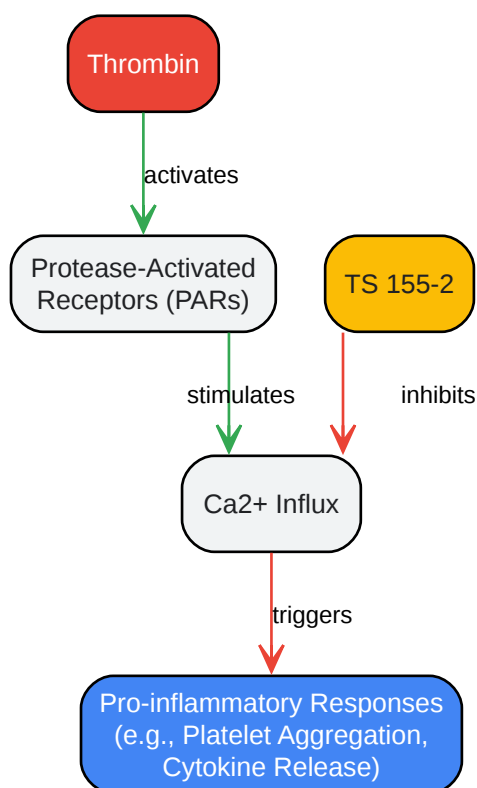 Thrombin
activates
Protease-Activated
Receptors (PARs)
TS 155-2
stimulates
inhibits
Ca2+ Influx
triggers
Pro-inflammatory Responses
(e.g., Platelet Aggregation,
Cytokine Release)